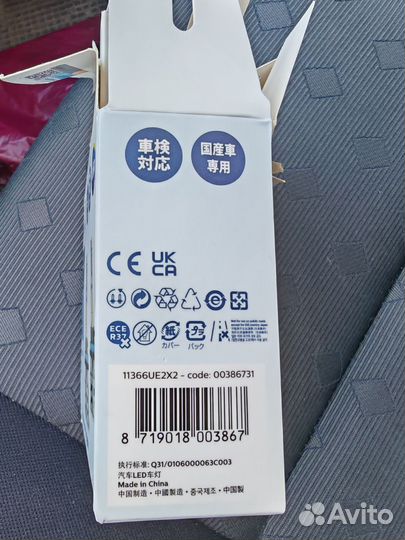 車検
対応
国産車
専用
CE UK
CA
ECE
R37
紙
カバー
プラ
パック
11366UE2X2 - code: 00386731
8 719018 003867
执行标准: Q31/0106000063C003
汽车LED车灯
Made in China
中国制造・中國製造・중국제조・中国製
Avito